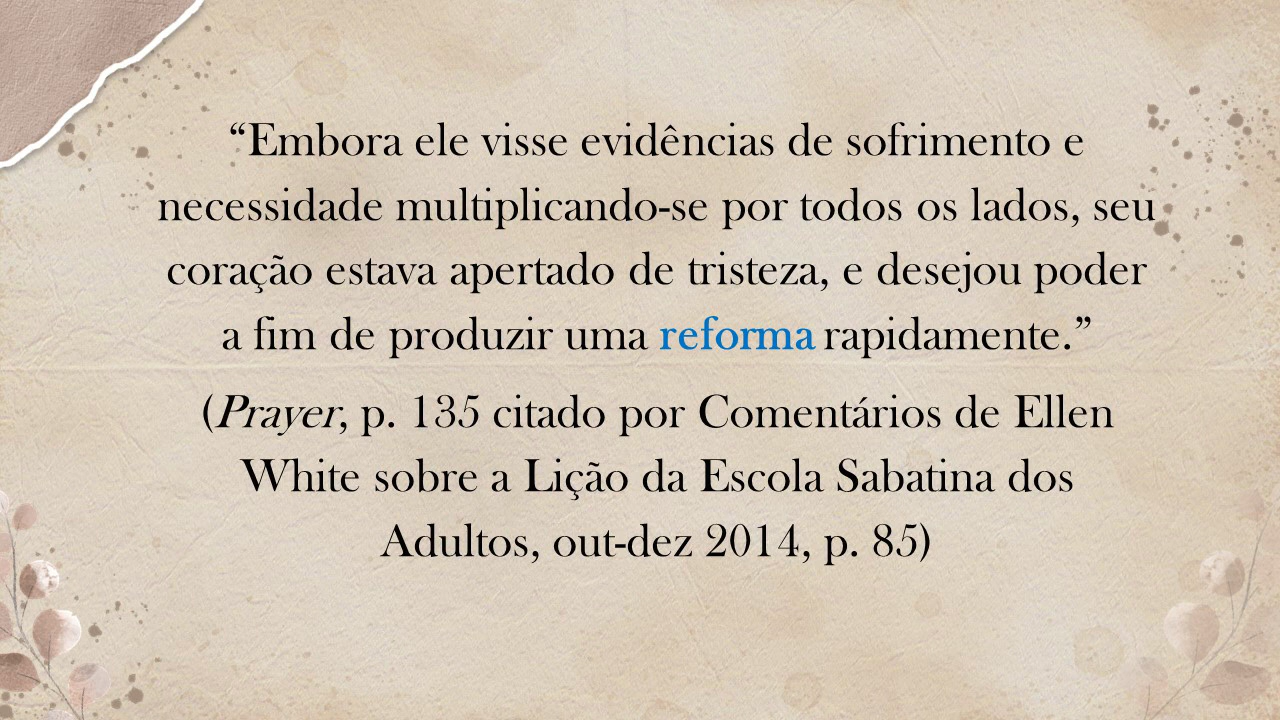 “Embora ele visse evidências de sofrimento e
necessidade multiplicando-se por todos os lados, seu
coração estava apertado de tristeza, e desejou poder
a fim de produzir uma reforma rapidamente.”
(Prayer, p. 135 citado por Comentários de Ellen
White sobre a Lição da Escola Sabatina dos
Adultos, out-dez 2014, p. 85)